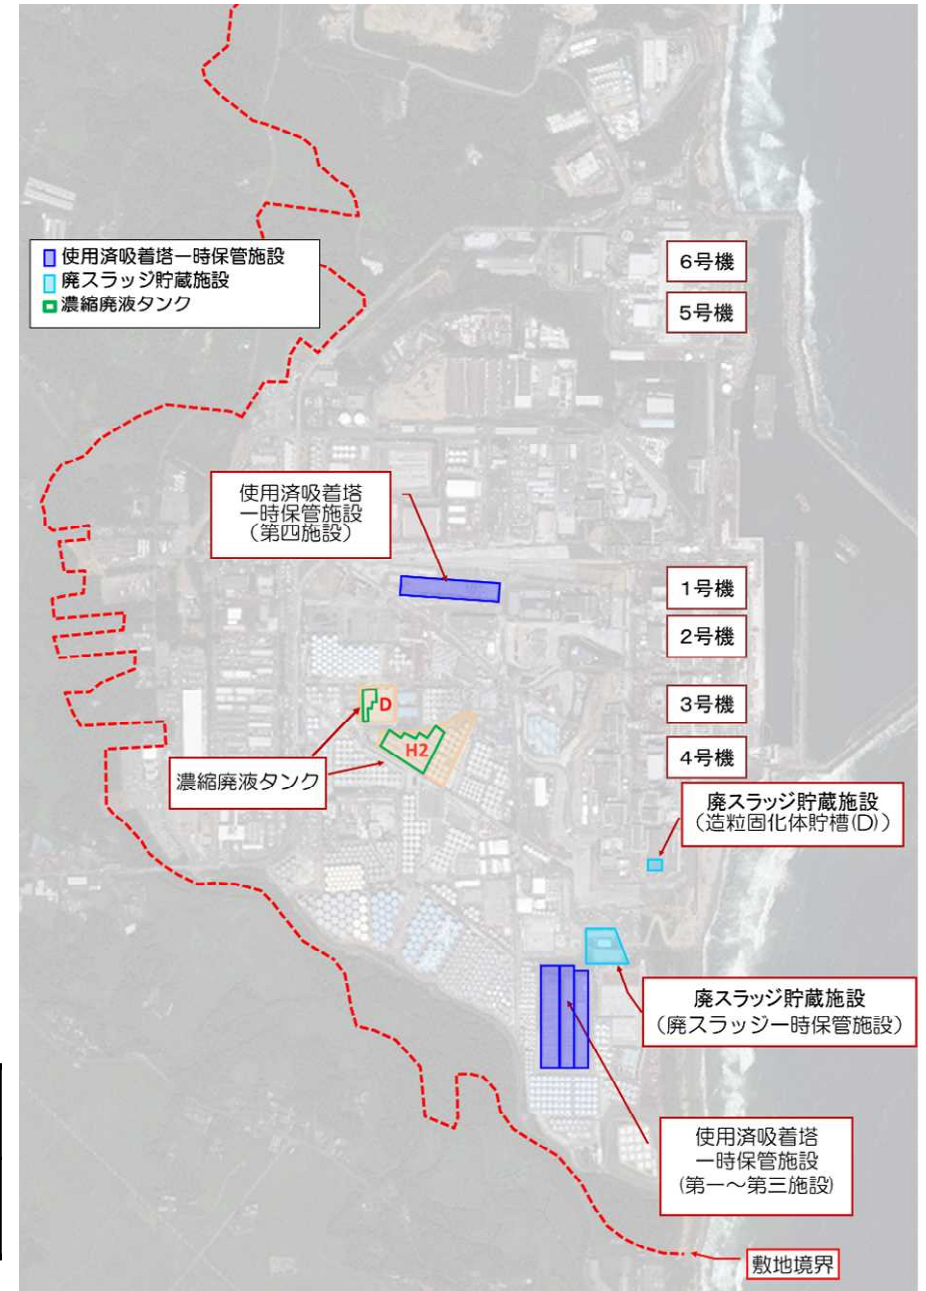 使用済吸着塔一時保管施設
廃スラッジ貯蔵施設
濃縮廃液タンク
6号機
5号機
使用済吸着塔
一時保管施設
（第四施設）
1号機
2号機
3号機
4号機
D
H2
濃縮廃液タンク
廃スラッジ貯蔵施設
（造粒固化体貯槽(D)）
廃スラッジ貯蔵施設
（廃スラッジ一時保管施設）
使用済吸着塔
一時保管施設
(第一～第三施設)
敷地境界